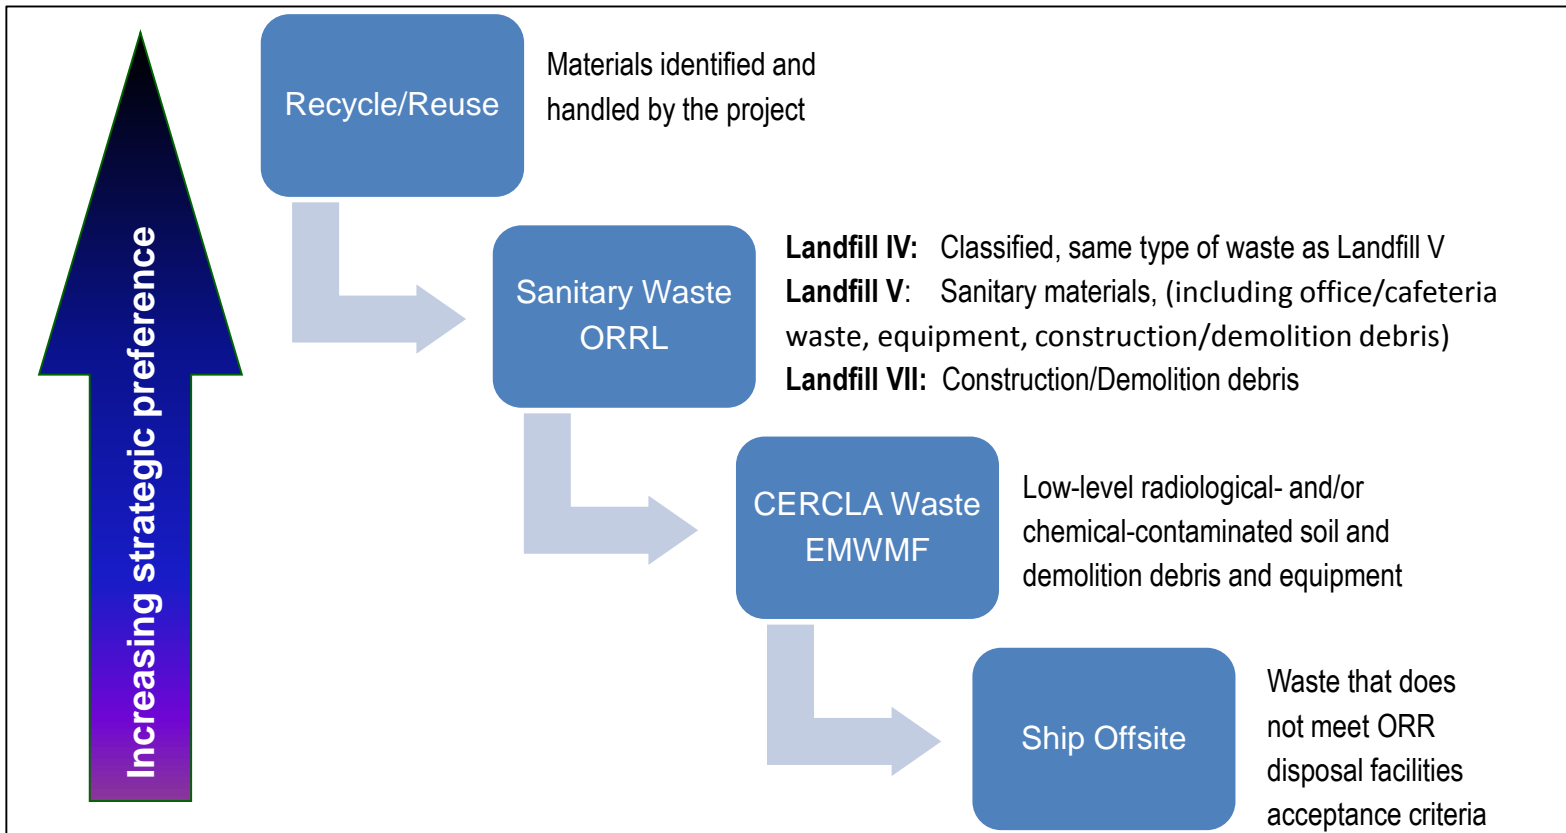 Increasing strategic preference
Recycle/Reuse
Materials identified and
handled by the project
Sanitary Waste
ORRL
Landfill IV: Classified, same type of waste as Landfill V
Landfill V: Sanitary materials, (including office/cafeteria
waste, equipment, construction/demolition debris)
Landfill VII: Construction/Demolition debris
CERCLA Waste
EMWMF
Low-level radiological- and/or
chemical-contaminated soil and
demolition debris and equipment
Ship Offsite
Waste that does
not meet ORR
disposal facilities
acceptance criteria